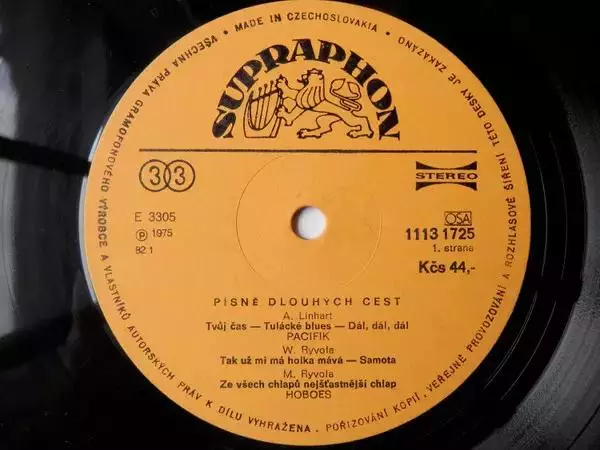 • MADE IN CZECHOSLOVAKIA •
VŠECHNA PRÁVA GRAMOFONOVÉHO VÝROBCE A VLASTNÍKŮ AUTORSKÝCH PRÁV K DÍLU VYHRAŽENA. POŘIZOVÁNÍ KOPIÍ, VEŘEJNÉ PROVOZOVÁNÍ A ROZHLASOVÉ ŠÍŘENÍ TÉTO DESKY JE ZAKÁZÁNO
SUPRAPHON
33
STEREO
E 3305
OSA
℗ 1975
1113 1725
82.1
1. strana
Kčs 44,-
PÍSNĚ DLOUHÝCH CEST
A. Linhart
Tvůj čas — Tulácké blues — Dál, dál, dál
PACIFIK
W. Ryvola
Tak už mi má holka mává — Samota
M. Ryvola
Ze všech chlapů nejšťastnější chlap
HOBOES